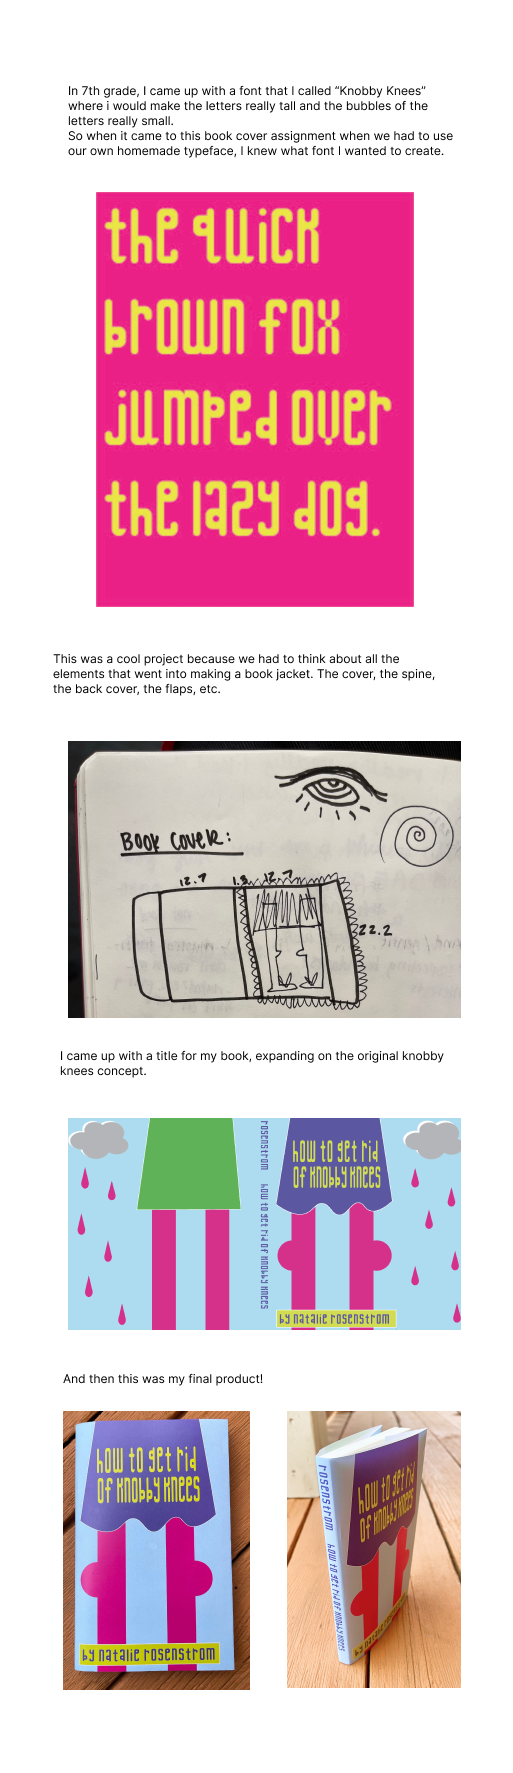 In 7th grade, I came up with a font that I called “Knobby Knees”
where i would make the letters really tall and the bubbles of the
letters really small.
So when it came to this book cover assignment when we had to use
our own homemade typeface, I knew what font I wanted to create.
the quick
brown fox
jumped over
the lazy dog.
This was a cool project because we had to think about all the
elements that went into making a book jacket. The cover, the spine,
the back cover, the flaps, etc.
BOOK COVER:
12.7
1.3
12.7
22.2
I came up with a title for my book, expanding on the original knobby
knees concept.
rosenstrom how to get rid of knobby knees
how to get rid
of knobby knees
by natalie rosenstrom
And then this was my final product!
how to get rid
of knobby knees
by natalie rosenstrom
rosenstrom how to get rid of knobby knees
how to get rid
of knobby knees
by natalie rosenstrom